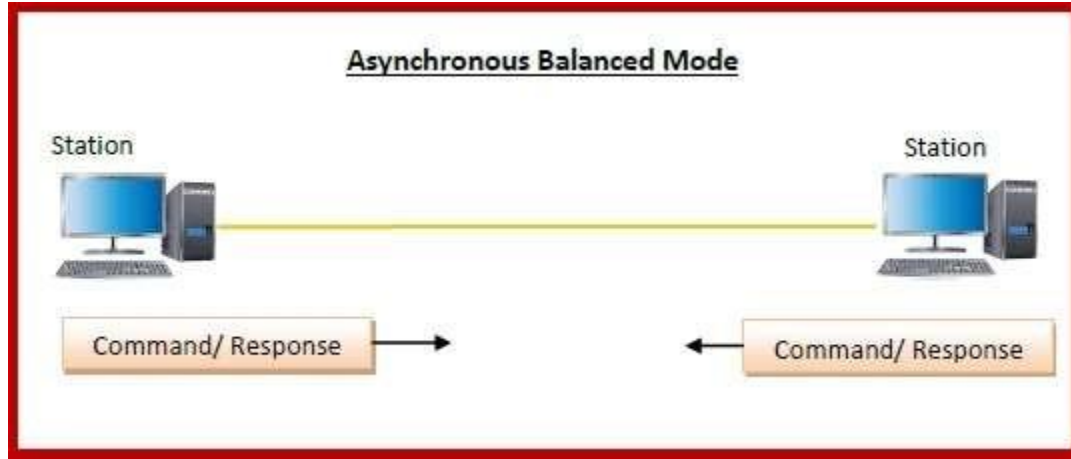 Asynchronous Balanced Mode
Station
Station
Command/ Response
Command/ Response